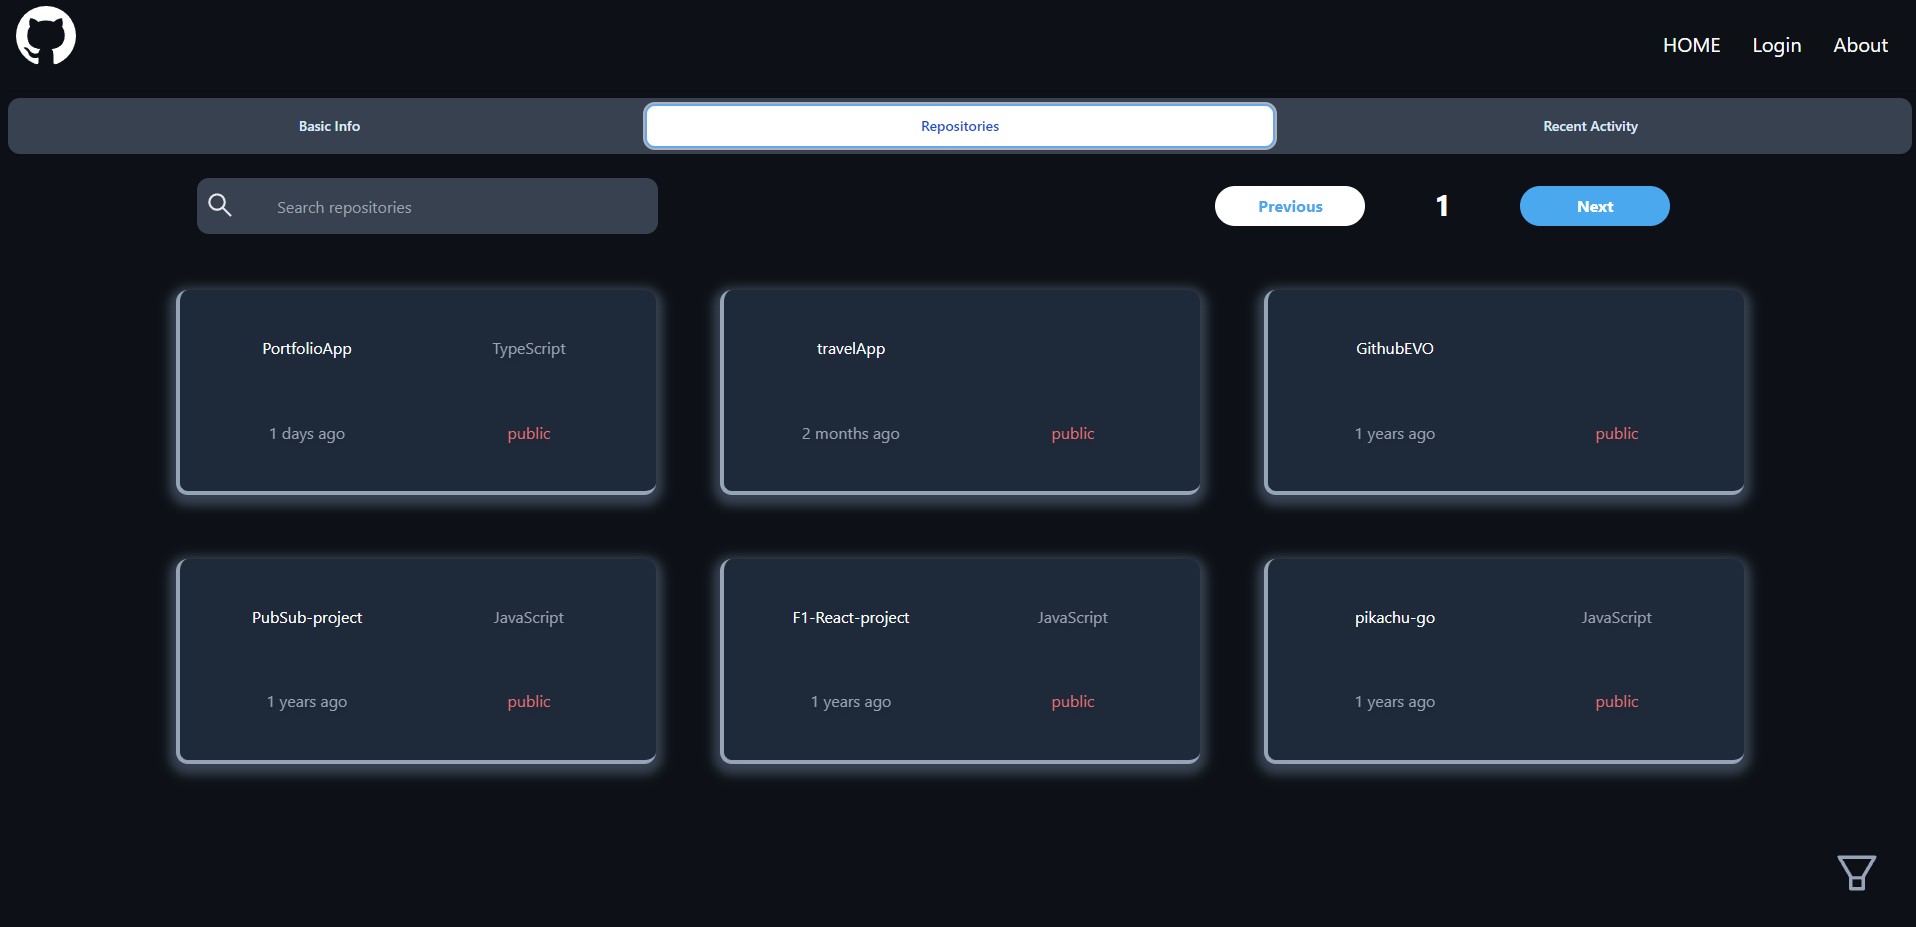 HOME Login About
Basic Info Repositories Recent Activity
Search repositories Previous 1 Next
PortfolioApp TypeScript travelApp GithubEVO
1 days ago public 2 months ago public 1 years ago public
PubSub-project JavaScript F1-React-project JavaScript pikachu-go JavaScript
1 years ago public 1 years ago public 1 years ago public